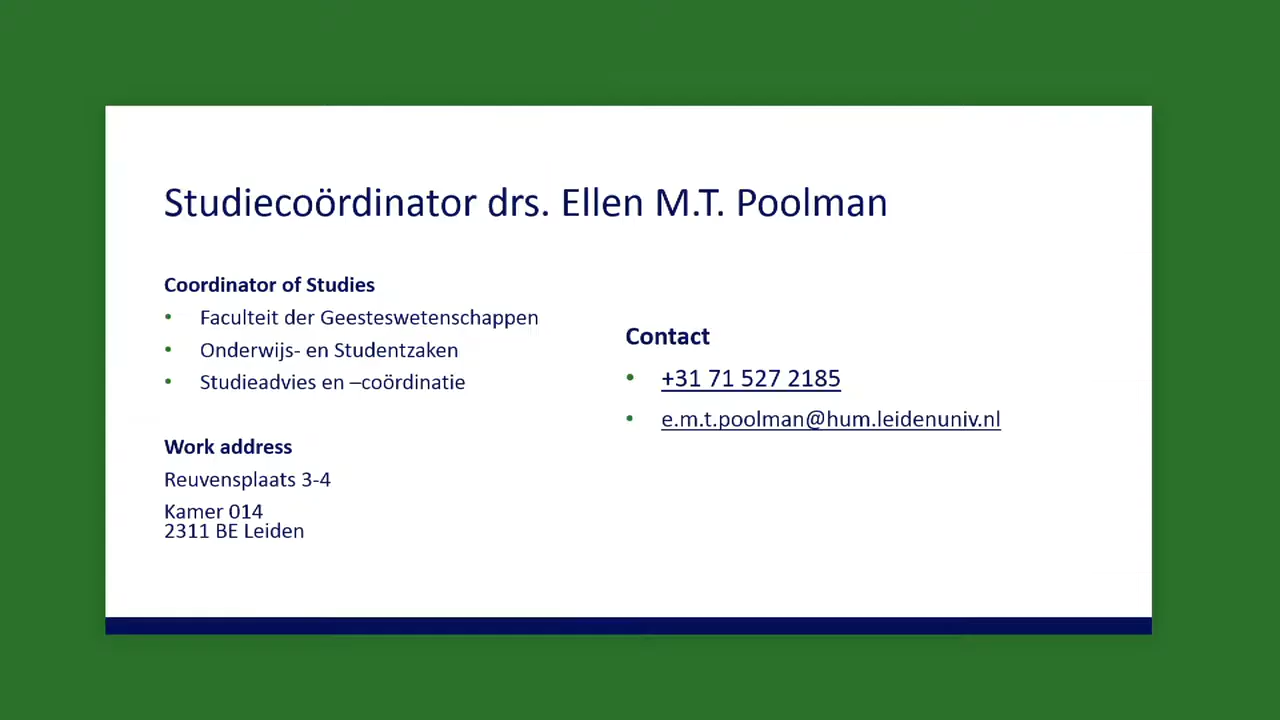 Studiecoördinator drs. Ellen M.T. Poolman
Coordinator of Studies
• Faculteit der Geesteswetenschappen
• Onderwijs- en Studentzaken
• Studieadvies en –coördinatie
Work address
Reuvensplaats 3-4
Kamer 014
2311 BE Leiden
Contact
• +31 71 527 2185
• e.m.t.poolman@hum.leidenuniv.nl